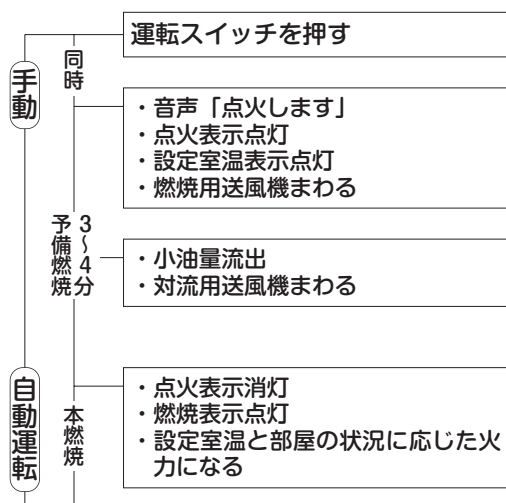 運転スイッチを押す
同時
手動
・音声「点火します」
・点火表示点灯
・設定室温表示点灯
・燃焼用送風機まわる
3〜4分
予備燃焼
・小油量流出
・対流用送風機まわる
自動運転
本燃焼
・点火表示消灯
・燃焼表示点灯
・設定室温と部屋の状況に応じた火
力になる